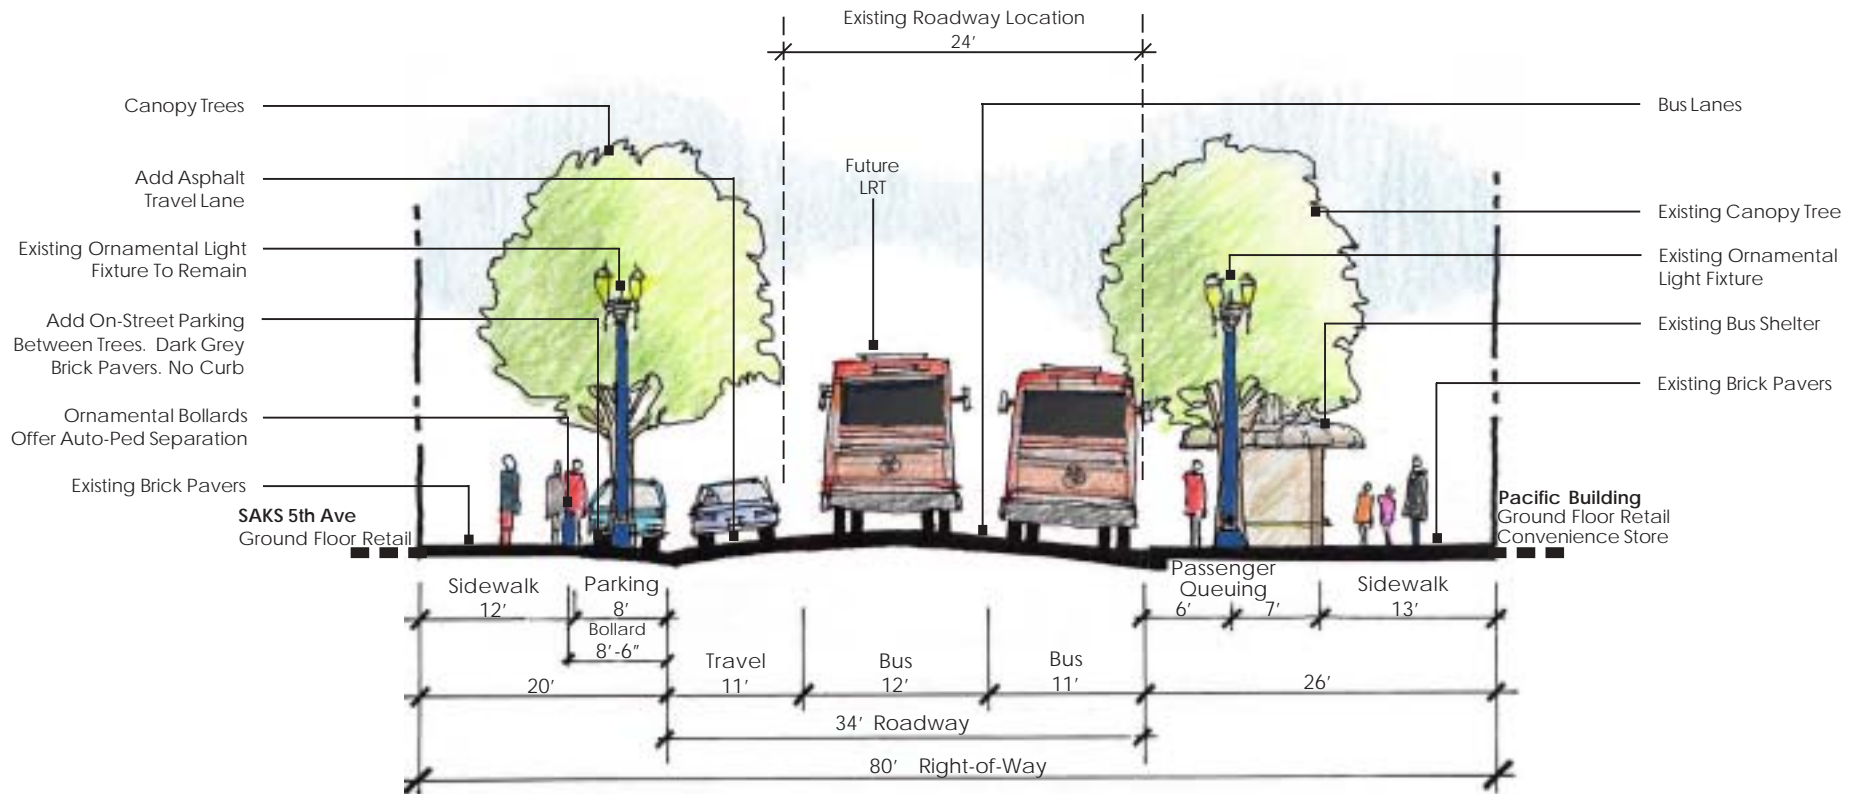 Existing Roadway Location
24'
Canopy Trees
Add Asphalt
Travel Lane
Existing Ornamental Light
Fixture To Remain
Add On-Street Parking
Between Trees. Dark Grey
Brick Pavers. No Curb
Ornamental Bollards
Offer Auto-Ped Separation
Existing Brick Pavers
SAKS 5th Ave
Ground Floor Retail
Future
LRT
Bus Lanes
Existing Canopy Tree
Existing Ornamental
Light Fixture
Existing Bus Shelter
Existing Brick Pavers
Pacific Building
Ground Floor Retail
Convenience Store
Sidewalk
12'
Parking
8'
Bollard
8'-6"
Passenger
Queuing
6'
7'
Sidewalk
13'
20'
Travel
11'
Bus
12'
Bus
11'
26'
34' Roadway
80' Right-of-Way